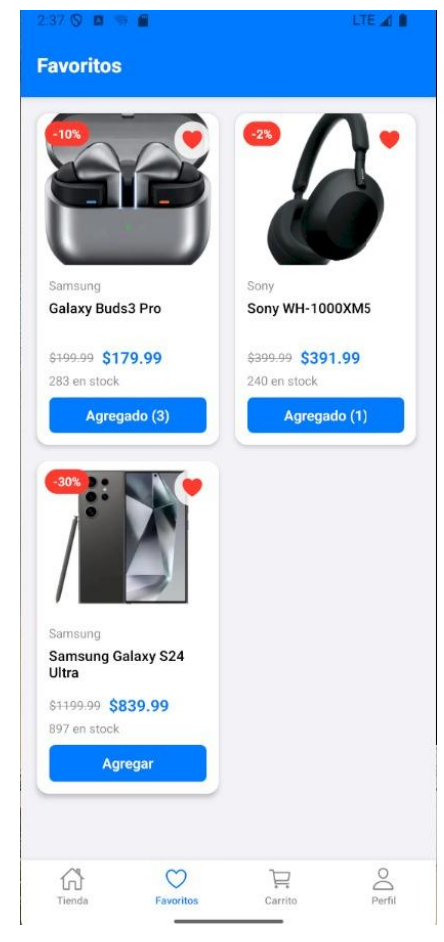 2:37
LTE
Favoritos
-10%
Samsung
Galaxy Buds3 Pro
$199.99 $179.99
283 en stock
Agregado (3)
-2%
Sony
Sony WH-1000XM5
$399.99 $391.99
240 en stock
Agregado (1)
-30%
Samsung
Samsung Galaxy S24
Ultra
$1199.99 $839.99
897 en stock
Agregar
Tienda
Favoritos
Carrito
Perfil